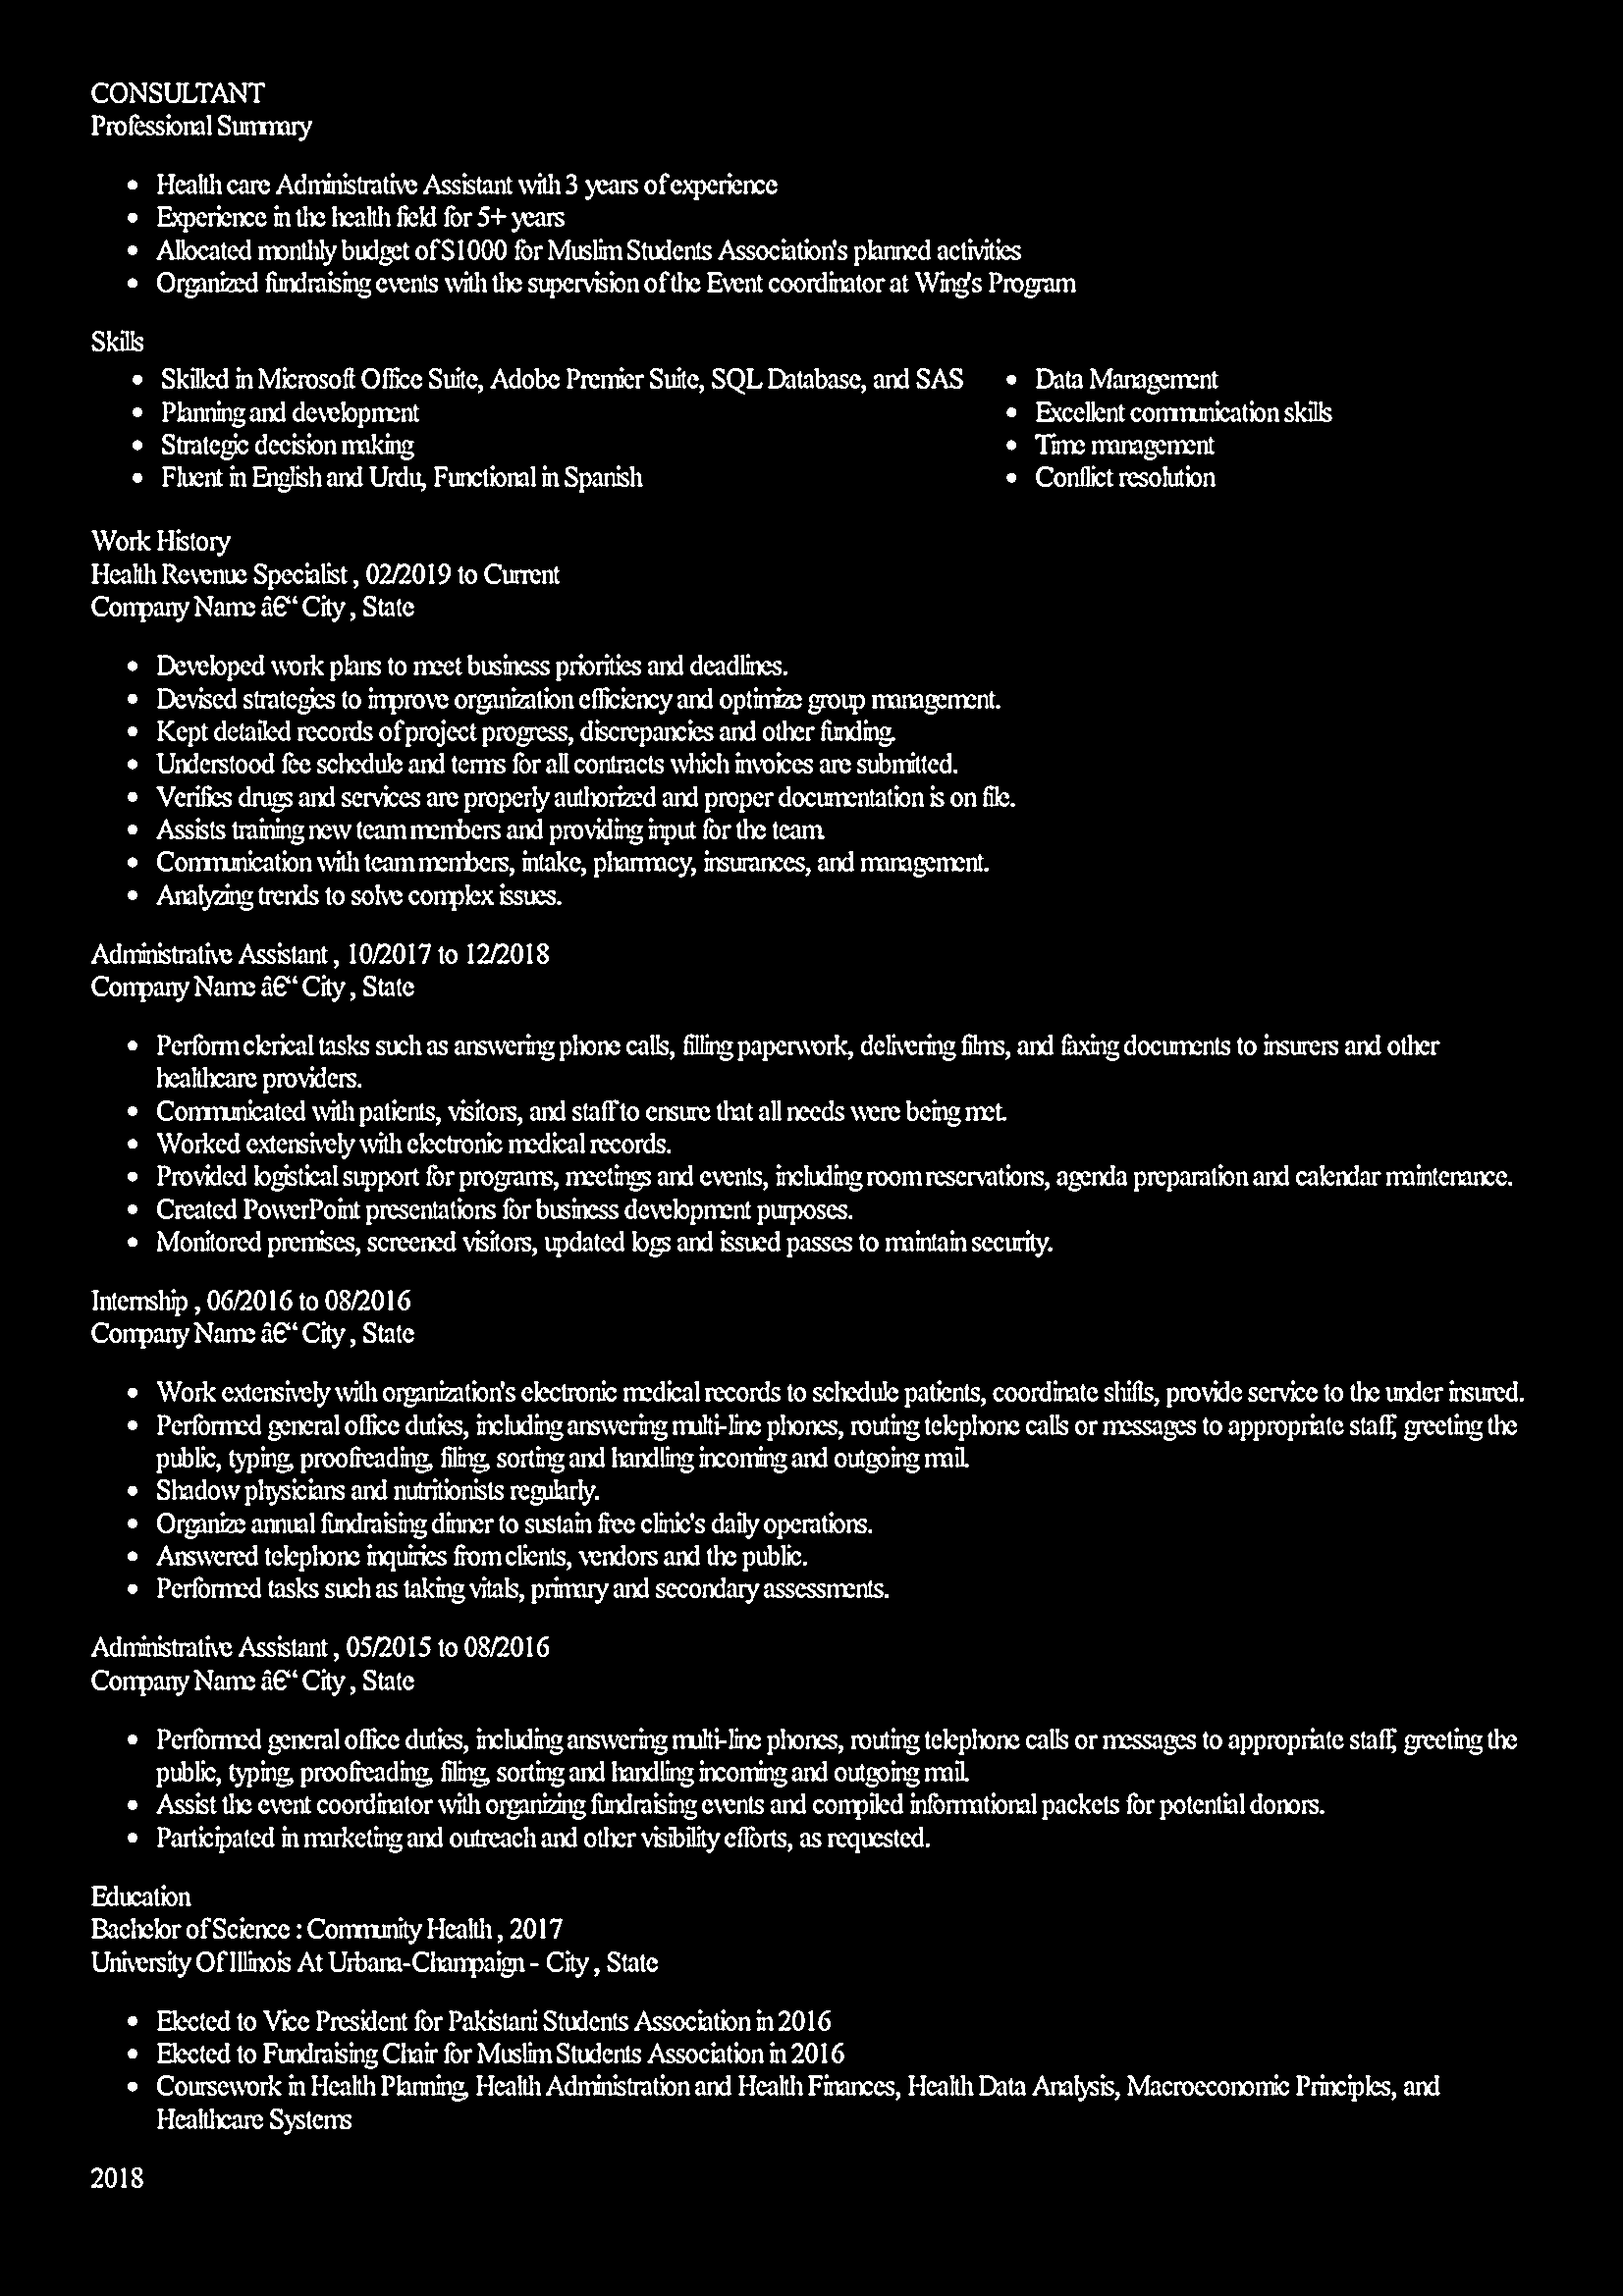 CONSULTANT
Professional Summary
• Health care Administrative Assistant with 3 years of experience
• Experience in the health field for 5+ years
• Allocated monthly budget of $1000 for Muslim Students Association's planned activities
• Organized fundraising events with the supervision of the Event coordinator at Wing's Program
Skills
• Skilled in Microsoft Office Suite, Adobe Premier Suite, SQL Database, and SAS
• Planning and development
• Strategic decision making
• Fluent in English and Urdu, Functional in Spanish
• Data Management
• Excellent communication skills
• Time management
• Conflict resolution
Work History
Health Revenue Specialist , 02/2019 to Current
Company Name â€“ City , State
• Developed work plans to meet business priorities and deadlines.
• Devised strategies to improve organization efficiency and optimize group management.
• Kept detailed records of project progress, discrepancies and other funding.
• Understood fee schedule and terms for all contracts which invoices are submitted.
• Verifies drugs and services are properly authorized and proper documentation is on file.
• Assists training new team members and providing input for the team.
• Communication with team members, intake, pharmacy, insurances, and management.
• Analyzing trends to solve complex issues.
Administrative Assistant , 10/2017 to 12/2018
Company Name â€“ City , State
• Perform clerical tasks such as answering phone calls, filling paperwork, delivering films, and faxing documents to insurers and other
healthcare providers.
• Communicated with patients, visitors, and staff to ensure that all needs were being met.
• Worked extensively with electronic medical records.
• Provided logistical support for programs, meetings and events, including room reservations, agenda preparation and calendar maintenance.
• Created PowerPoint presentations for business development purposes.
• Monitored premises, screened visitors, updated logs and issued passes to maintain security.
Internship , 06/2016 to 08/2016
Company Name â€“ City , State
• Work extensively with organization's electronic medical records to schedule patients, coordinate shifts, provide service to the under insured.
• Performed general office duties, including answering multi-line phones, routing telephone calls or messages to appropriate staff, greeting the
public, typing, proofreading, filing, sorting and handling incoming and outgoing mail.
• Shadow physicians and nutritionists regularly.
• Organize annual fundraising dinner to sustain free clinic's daily operations.
• Answered telephone inquiries from clients, vendors and the public.
• Performed tasks such as taking vitals, primary and secondary assessments.
Administrative Assistant , 05/2015 to 08/2016
Company Name â€“ City , State
• Performed general office duties, including answering multi-line phones, routing telephone calls or messages to appropriate staff, greeting the
public, typing, proofreading, filing, sorting and handling incoming and outgoing mail.
• Assist the event coordinator with organizing fundraising events and compiled informational packets for potential donors.
• Participated in marketing and outreach and other visibility efforts, as requested.
Education
Bachelor of Science : Community Health , 2017
University Of Illinois At Urbana-Champaign - City , State
• Elected to Vice President for Pakistani Students Association in 2016
• Elected to Fundraising Chair for Muslim Students Association in 2016
• Coursework in Health Planning, Health Administration and Health Finances, Health Data Analysis, Macroeconomic Principles, and
Healthcare Systems
2018